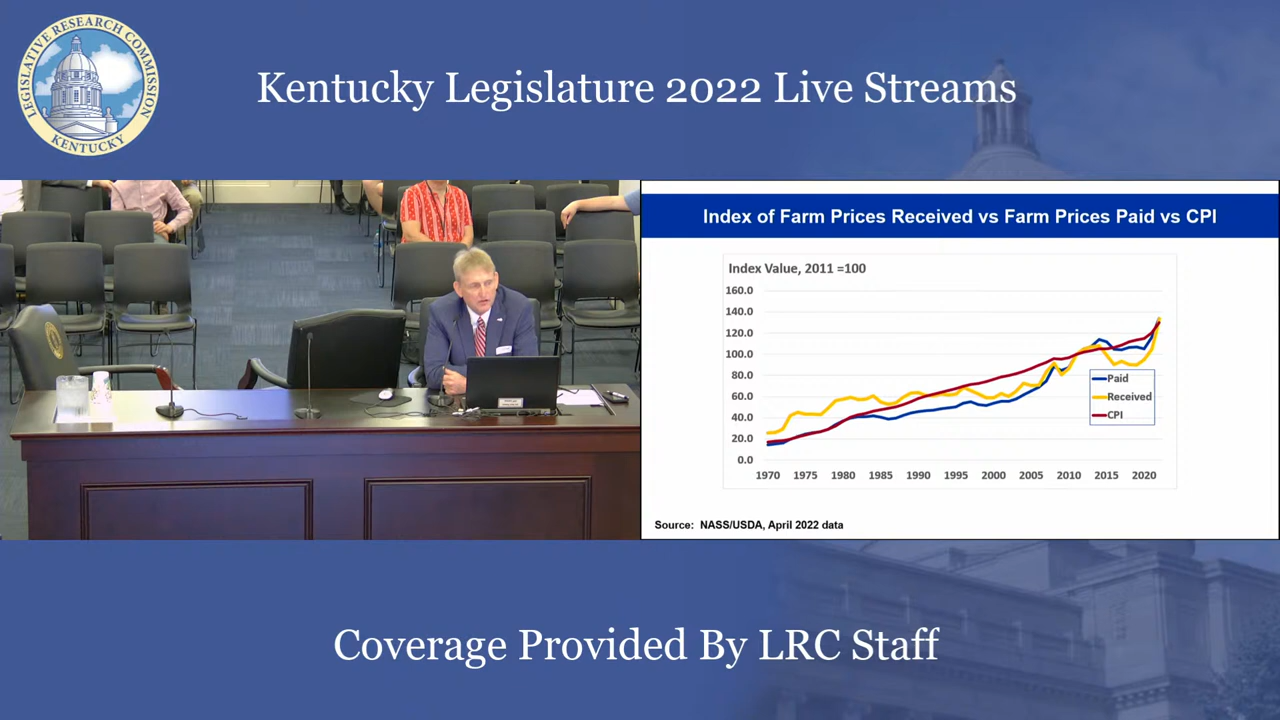 LEGISLATIVE RESEARCH COMMISSION
KENTUCKY
Kentucky Legislature 2022 Live Streams
Index of Farm Prices Received vs Farm Prices Paid vs CPI
Index Value, 2011 =100
160.0
140.0
120.0
100.0
80.0
60.0
40.0
20.0
0.0
Paid
Received
CPI
1970 1975 1980 1985 1990 1995 2000 2005 2010 2015 2020
Source: NASS/USDA, April 2022 data
Coverage Provided By LRC Staff